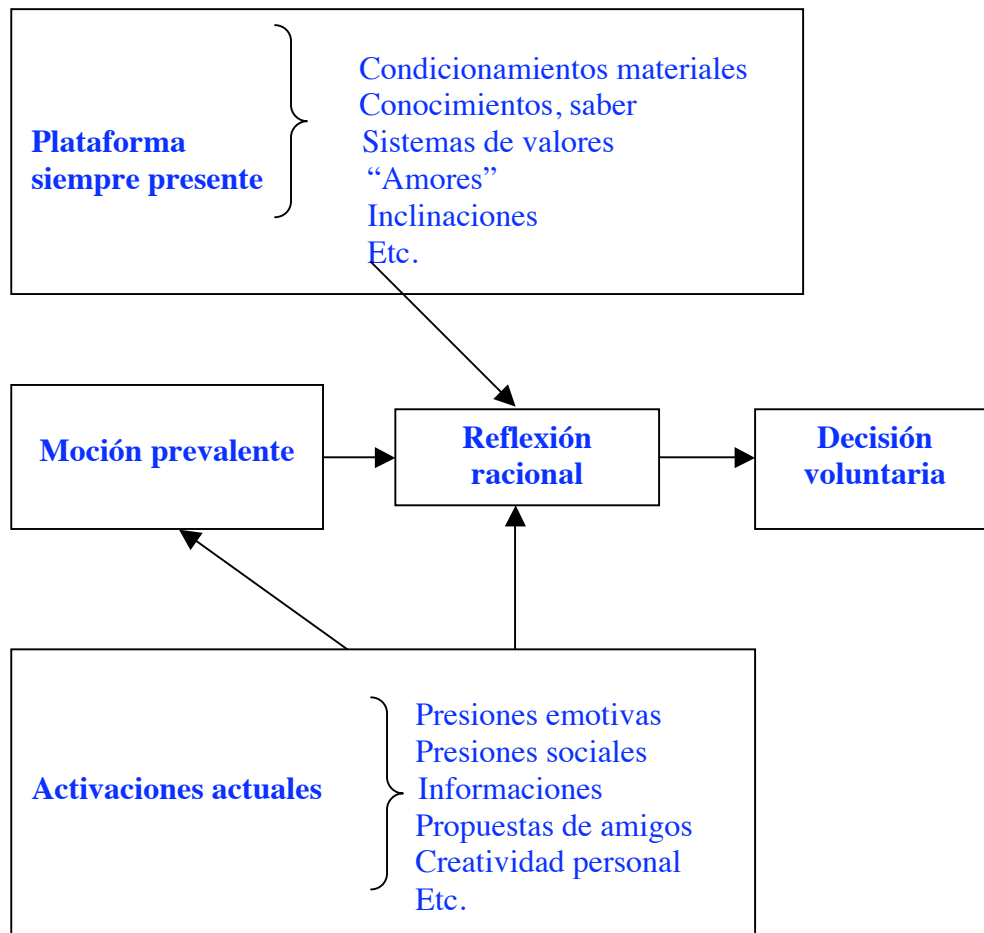 Condicionamientos materiales
Conocimientos, saber
Plataforma
siempre presente
Sistemas de valores
“Amores”
Inclinaciones
Etc.
Moción prevalente
Reflexión
racional
Decisión
voluntaria
Presiones emotivas
Presiones sociales
Activaciones actuales
Informaciones
Propuestas de amigos
Creatividad personal
Etc.